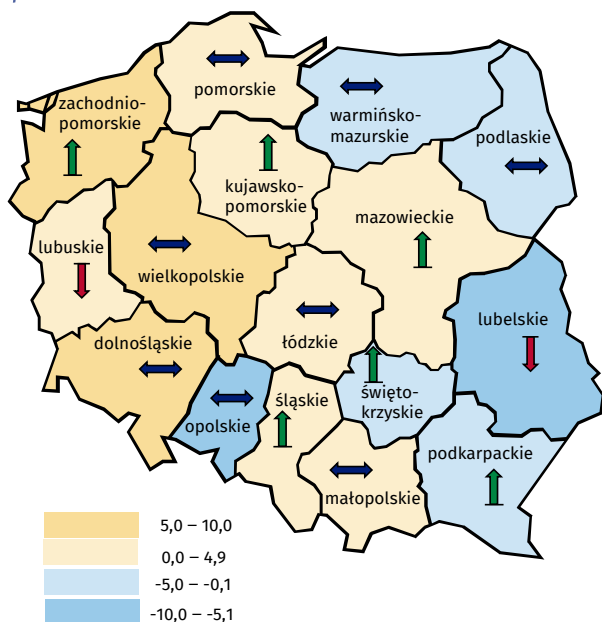 pomorskie
zachodnio-
pomorskie
warmińsko-
mazurskie
podlaskie
kujawsko-
pomorskie
mazowieckie
lubuskie
wielkopolskie
łódzkie
lubelskie
dolnośląskie
opolskie
śląskie
święto-
krzyskie
podkarpackie
małopolskie
5,0 – 10,0
0,0 – 4,9
-5,0 – -0,1
-10,0 – -5,1